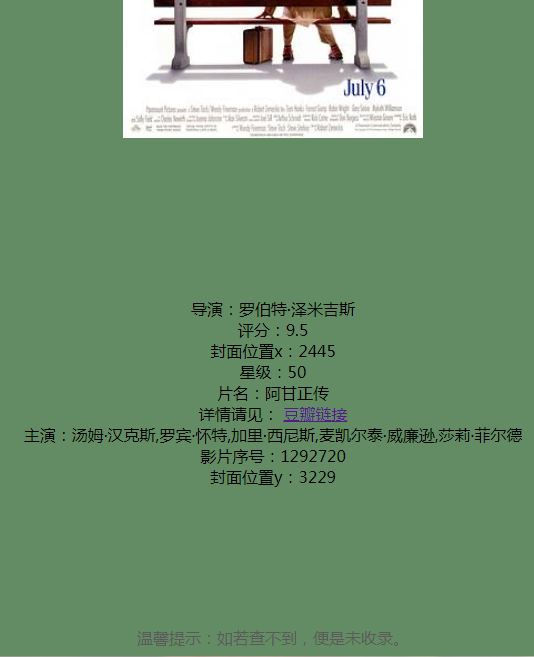 July 6
导演：罗伯特·泽米吉斯
评分：9.5
封面位置x：2445
星级：50
片名：阿甘正传
详情请见： 豆瓣链接
主演：汤姆·汉克斯,罗宾·怀特,加里·西尼斯,麦凯尔泰·威廉逊,莎莉·菲尔德
影片序号：1292720
封面位置y：3229
温馨提示：如若查不到，便是未收录。